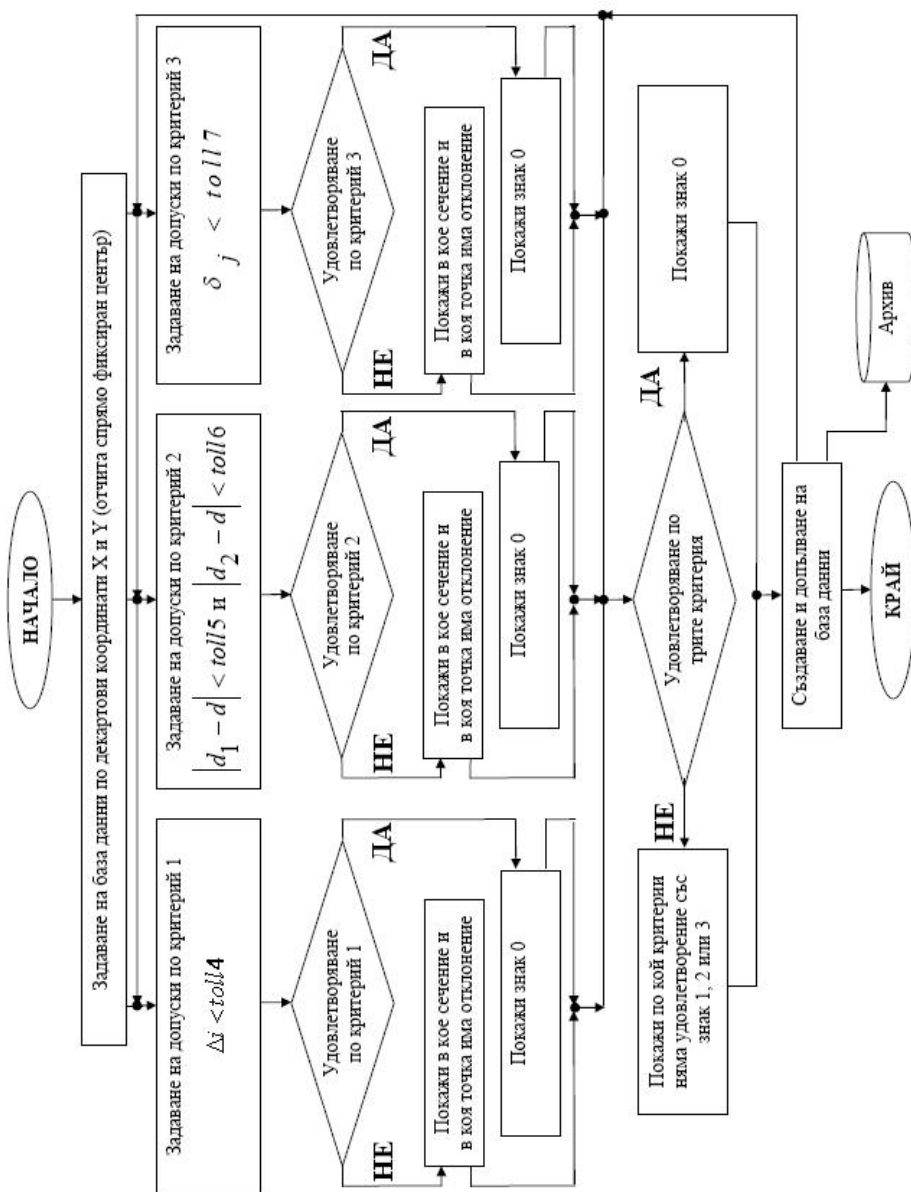 НАЧАЛО
Задаване на база данни по декартови координати X и Y (отчита спрямо фиксиран център)
Задаване на допуски по критерий 1
Δi < toll4
Удовлетворяване
по критерий 1
НЕ
ДА
Покажи в кое сечение и
в коя точка има отклонение
Покажи знак 0
Задаване на допуски по критерий 2
|d1 − d| < toll5 и |d2 − d| < toll6
Удовлетворяване
по критерий 2
НЕ
ДА
Покажи в кое сечение и
в коя точка има отклонение
Покажи знак 0
Задаване на допуски по критерий 3
δ j < toll7
Удовлетворяване
по критерий 3
НЕ
ДА
Покажи в кое сечение и
в коя точка има отклонение
Покажи знак 0
Удовлетворяване по
трите критерия
НЕ
ДА
Покажи по кой критерии
няма удовлетворение със
знак 1, 2 или 3
Покажи знак 0
Създаване и допълване на
база данни
КРАЙ
Архив